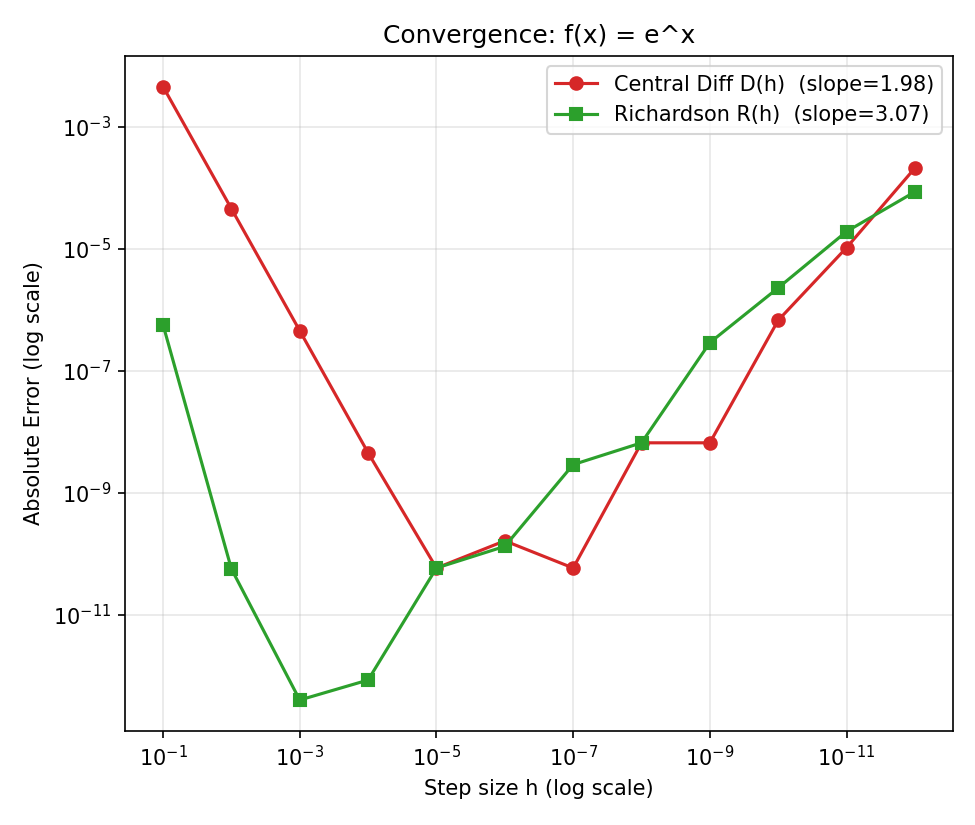 Convergence: f(x) = e^x
Central Diff D(h) (slope=1.98)
Richardson R(h) (slope=3.07)
Absolute Error (log scale)
10⁻³
10⁻⁵
10⁻⁷
10⁻⁹
10⁻¹¹
10⁻¹ 10⁻³ 10⁻⁵ 10⁻⁷ 10⁻⁹ 10⁻¹¹
Step size h (log scale)